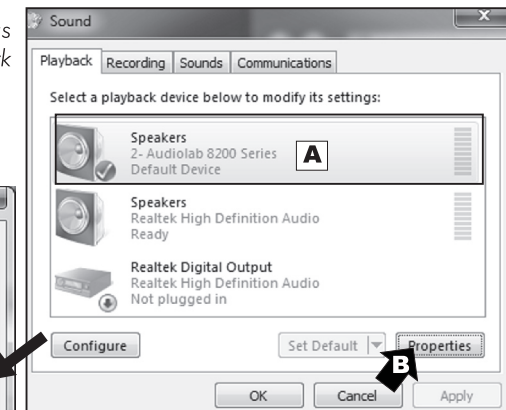 s
k
Sound
X
Playback Recording Sounds Communications
Select a playback device below to modify its settings:
Speakers
2- Audiolab 8200 Series
Default Device
A
Speakers
Realtek High Definition Audio
Ready
Realtek Digital Output
Realtek High Definition Audio
Not plugged in
Configure Set Default Properties
B
OK Cancel Apply